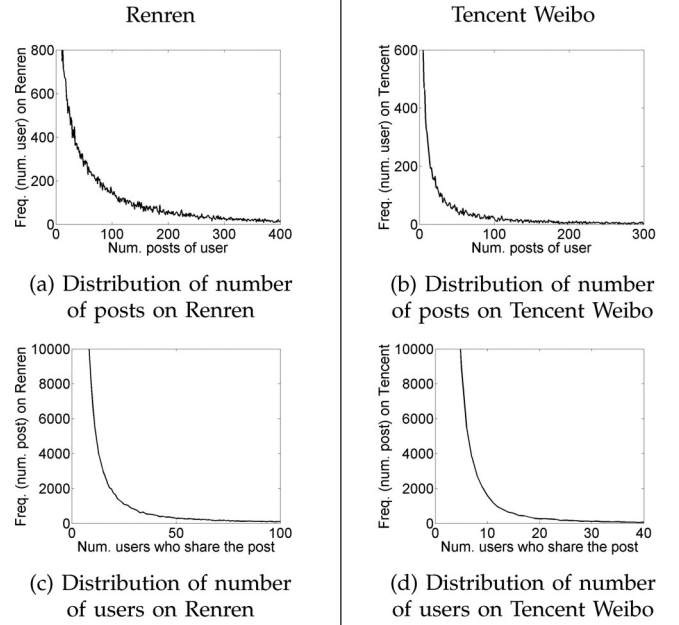 Renren
Tencent Weibo
Freq. (num. user) on Renren
800
600
400
200
0
0 100 200 300 400
Num. posts of user
(a) Distribution of number
of posts on Renren
Freq. (num. user) on Tencent
600
400
200
0
0 100 200 300
Num. posts of user
(b) Distribution of number
of posts on Tencent Weibo
Freq. (num. post) on Renren
10000
8000
6000
4000
2000
0
0 50 100
Num. users who share the post
(c) Distribution of number
of users on Renren
Freq. (num. post) on Tencent
10000
8000
6000
4000
2000
0
0 10 20 30 40
Num. users who share the post
(d) Distribution of number
of users on Tencent Weibo